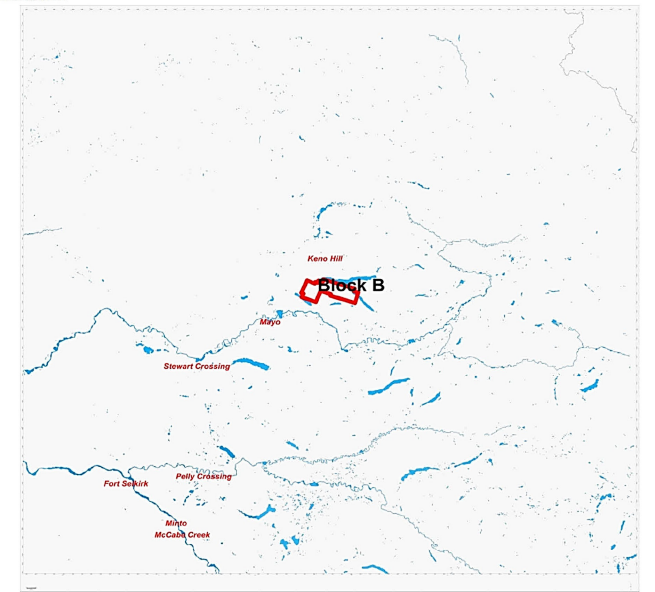 Keno Hill
Block B
Mayo
Stewart Crossing
Pelly Crossing
Fort Selkirk
Minto
McCabe Creek